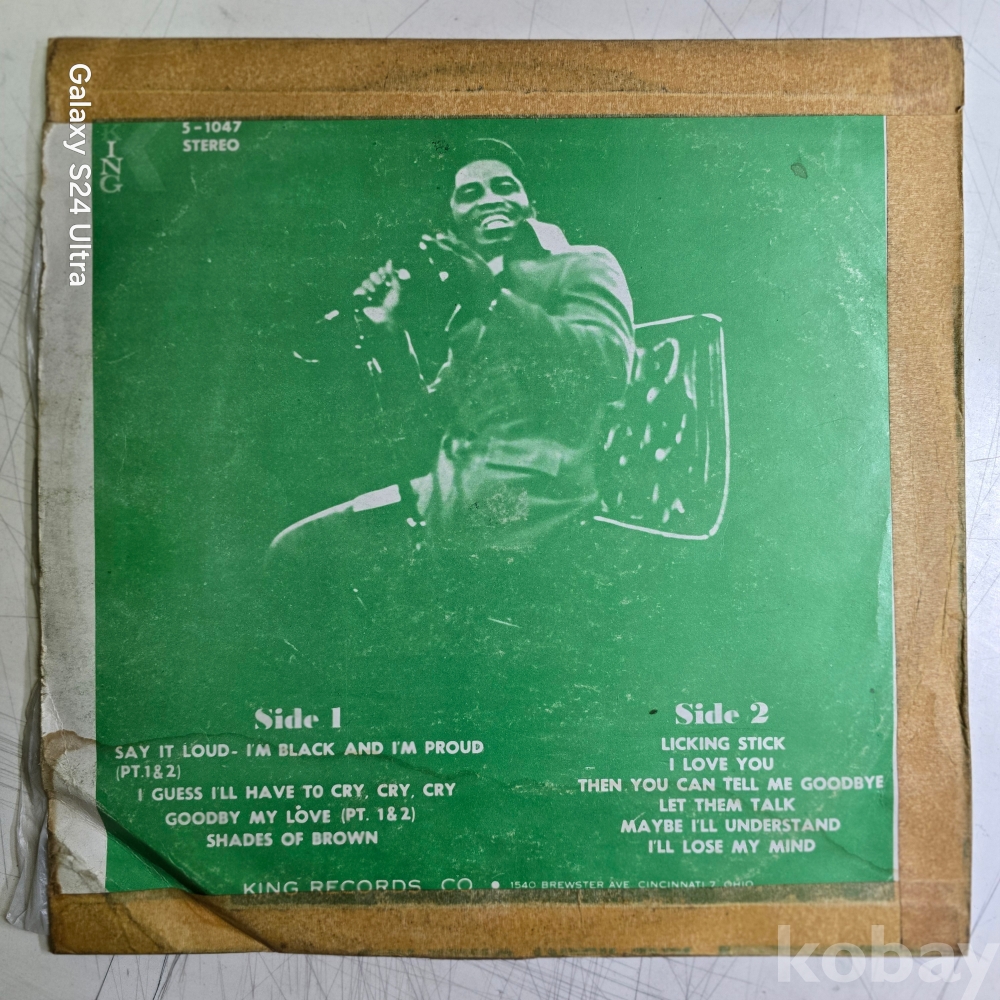 Galaxy S24 Ultra
KING
S-1047
STEREO
Side 1
SAY IT LOUD- I'M BLACK AND I'M PROUD
(PT.1&2)
I GUESS I'LL HAVE TO CRY, CRY, CRY
GOODBY MY LOVE (PT. 1&2)
SHADES OF BROWN
Side 2
LICKING STICK
I LOVE YOU
THEN YOU CAN TELL ME GOODBYE
LET THEM TALK
MAYBE I'LL UNDERSTAND
I'LL LOSE MY MIND
KING RECORDS, CO. ● 1540 BREWSTER AVE. CINCINNATI 7, OHIO
kobay